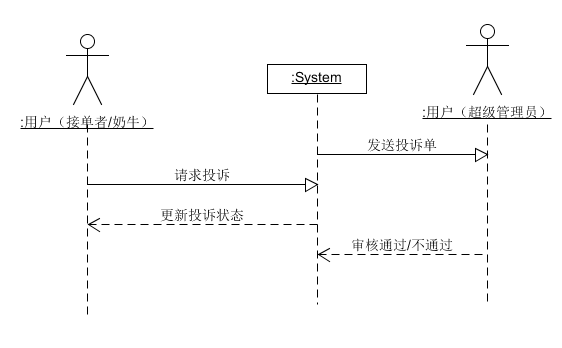 :System
:用户（接单者/奶牛）
:用户（超级管理员）
发送投诉单
请求投诉
更新投诉状态
审核通过/不通过